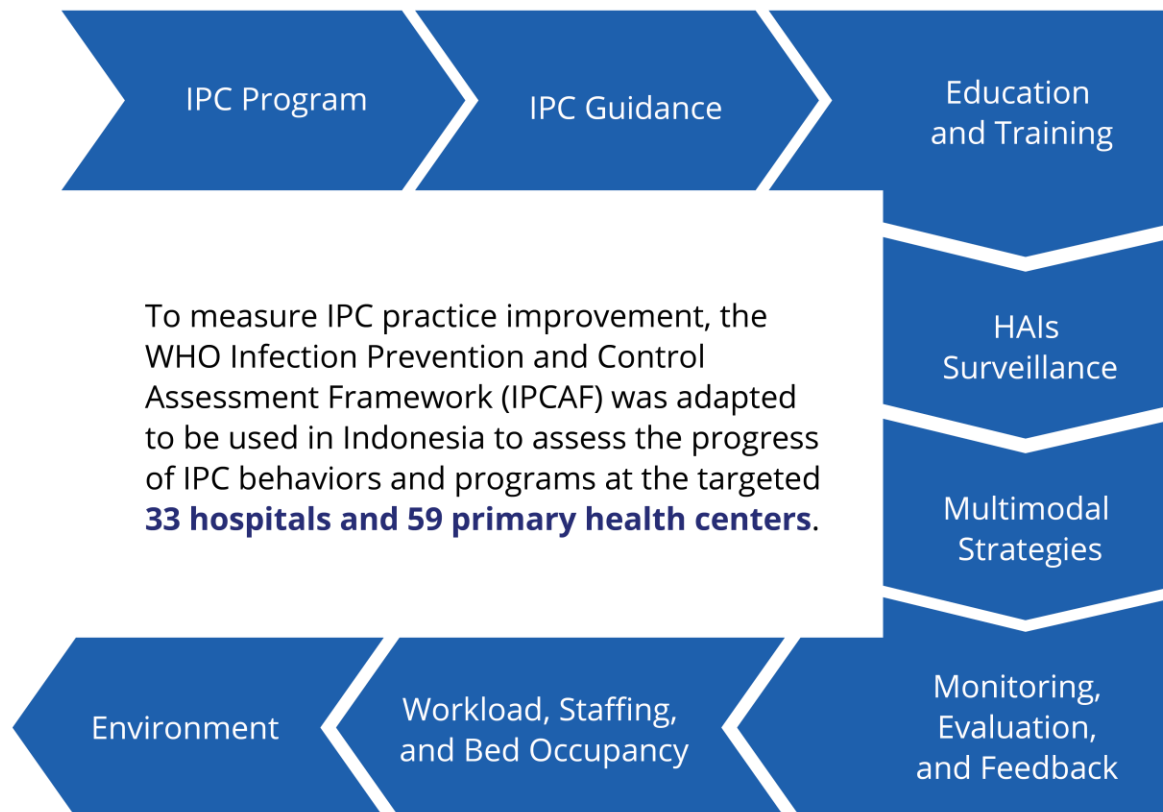 IPC Program
IPC Guidance
Education
and Training
HAIs
Surveillance
Multimodal
Strategies
Monitoring,
Evaluation,
and Feedback
Workload, Staffing,
and Bed Occupancy
Environment
To measure IPC practice improvement, the
WHO Infection Prevention and Control
Assessment Framework (IPCAF) was adapted
to be used in Indonesia to assess the progress
of IPC behaviors and programs at the targeted
33 hospitals and 59 primary health centers.